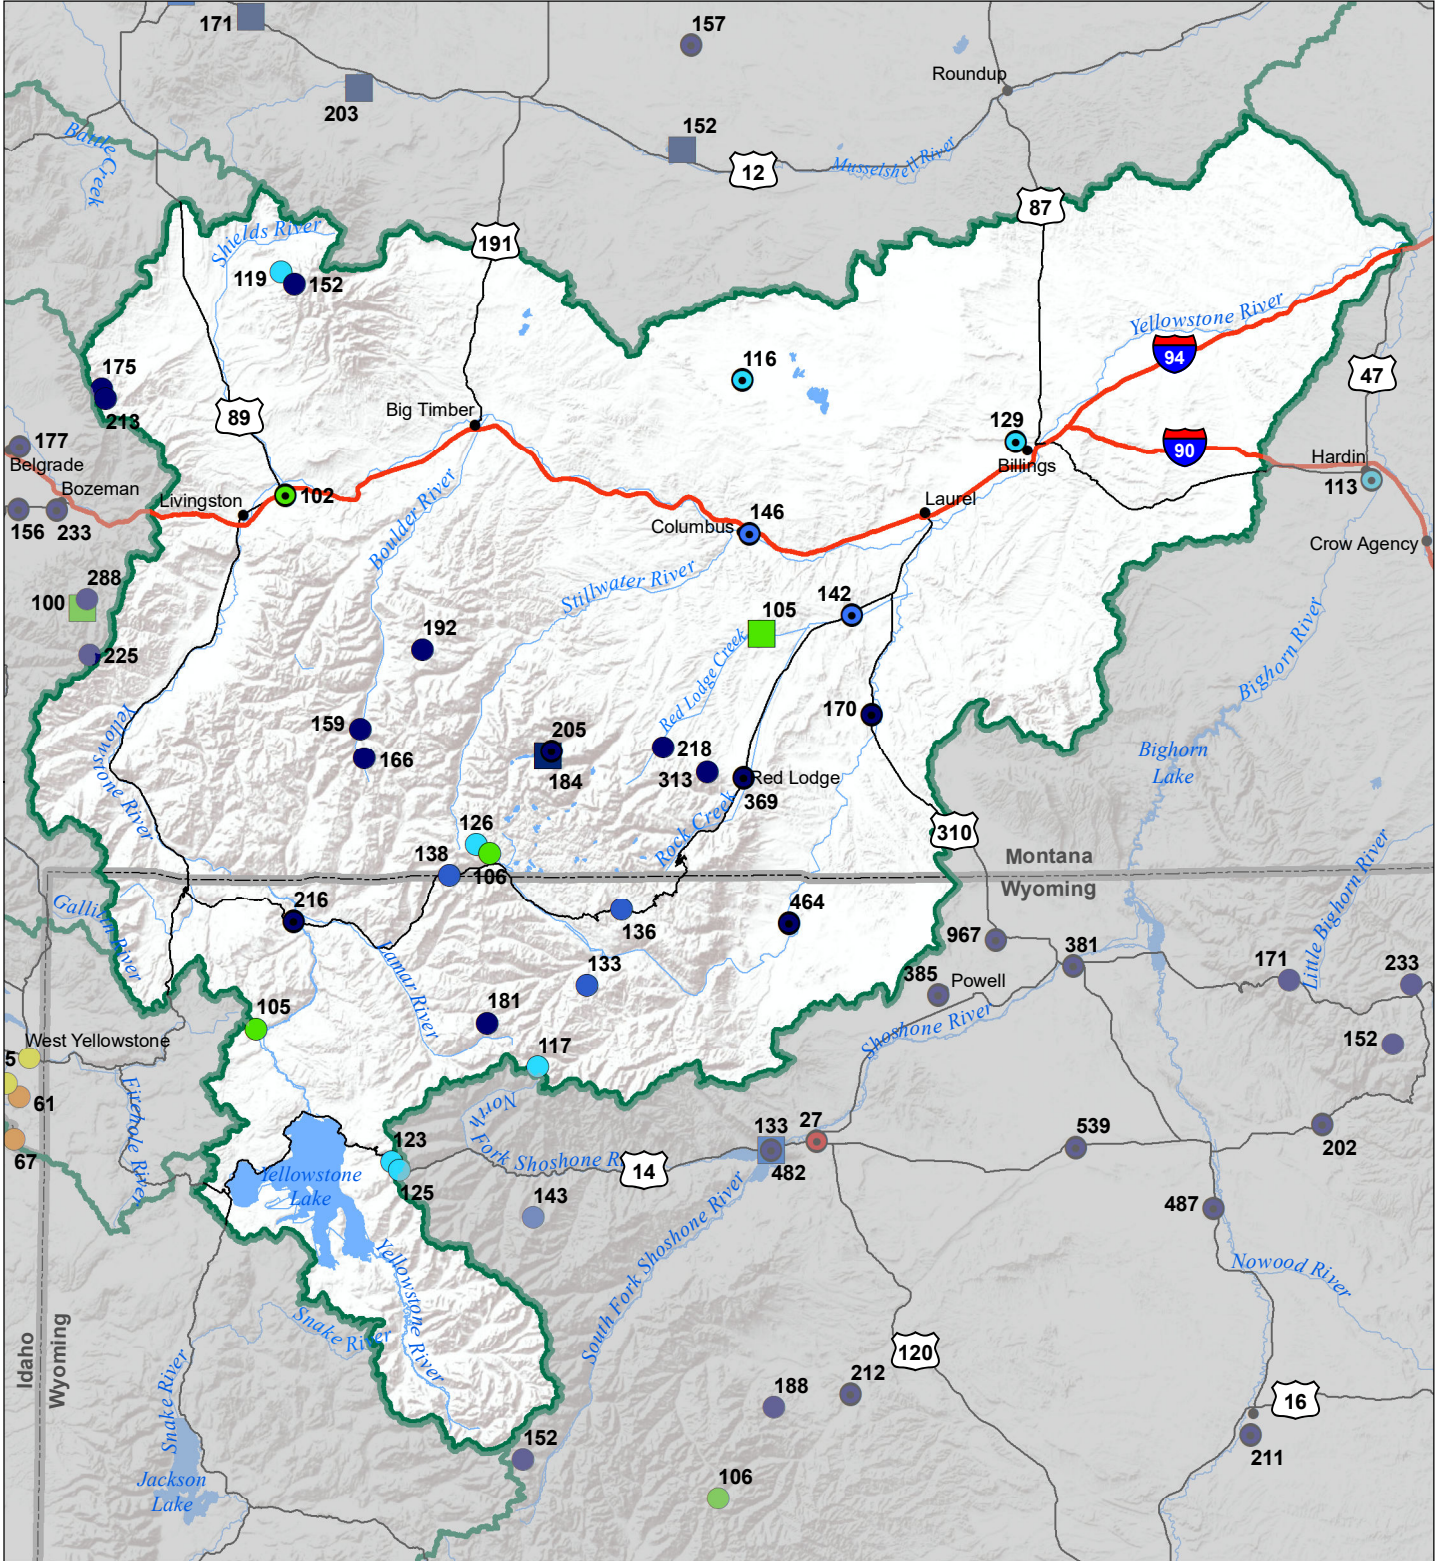 171
157
203
Roundup
152
12
Musselshell River
Battle
Creek
87
Shields River
191
119
152
Yellowstone River
94
116
175
213
47
89
Big Timber
129
90
177
Belgrade
Billings
Hardin
113
Bozeman
Livingston
102
Laurel
156
233
Boulder River
Columbus
146
Crow Agency
288
100
Stillwater River
142
105
192
225
Red Lodge Creek
Bighorn River
159
166
205
184
218
313
170
Red Lodge
369
Bighorn
Lake
Yellowstone River
126
138
106
Rock Creek
310
Montana
Wyoming
Little Bighorn River
216
136
464
Gallatin River
967
381
Lamar River
133
385
Powell
171
233
105
181
Shoshone River
West Yellowstone
5
117
152
61
Firehole River
North
Fork Shoshone R
123
125
14
133
482
27
539
202
67
Yellowstone
Lake
143
487
South Fork Shoshone River
Yellowstone River
Nowood River
Snake River
Idaho
Wyoming
Snake River
120
188
212
16
211
152
Jackson
Lake
106